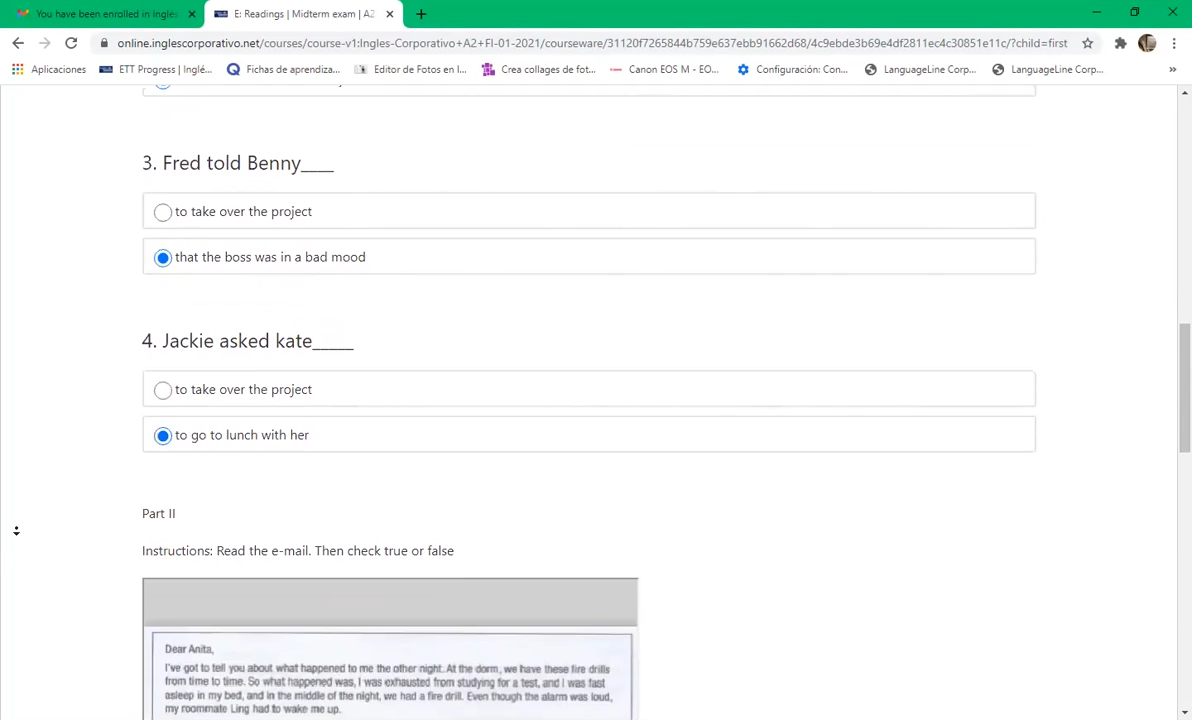 You have been enrolled in Inglés
E: Readings | Midterm exam | A2
online.inglescorporativo.net/courses/course-v1:Ingles-Corporativo+A2+FI-01-2021/courseware/31120f7265844b759e637ebb91662d68/4c9ebde3b69e4df2811ec4c30851e11c/?child=first
Aplicaciones
ETT Progress | Inglé...
Fichas de aprendiza...
Editor de Fotos en l...
Crea collages de fot...
Canon EOS M - EO...
Configuración: Con...
LanguageLine Corp...
LanguageLine Corp...
3. Fred told Benny____
to take over the project
that the boss was in a bad mood
4. Jackie asked kate_____
to take over the project
to go to lunch with her
Part II
Instructions: Read the e-mail. Then check true or false
Dear Anita,
I've got to tell you about what happened to me the other night. At the dorm, we have these fire drills
from time to time. So what happened was, I was exhausted from studying for a test, and I was fast
asleep in my bed, and in the middle of the night, we had a fire drill. Even though the alarm was loud,
my roommate Ling had to wake me up.